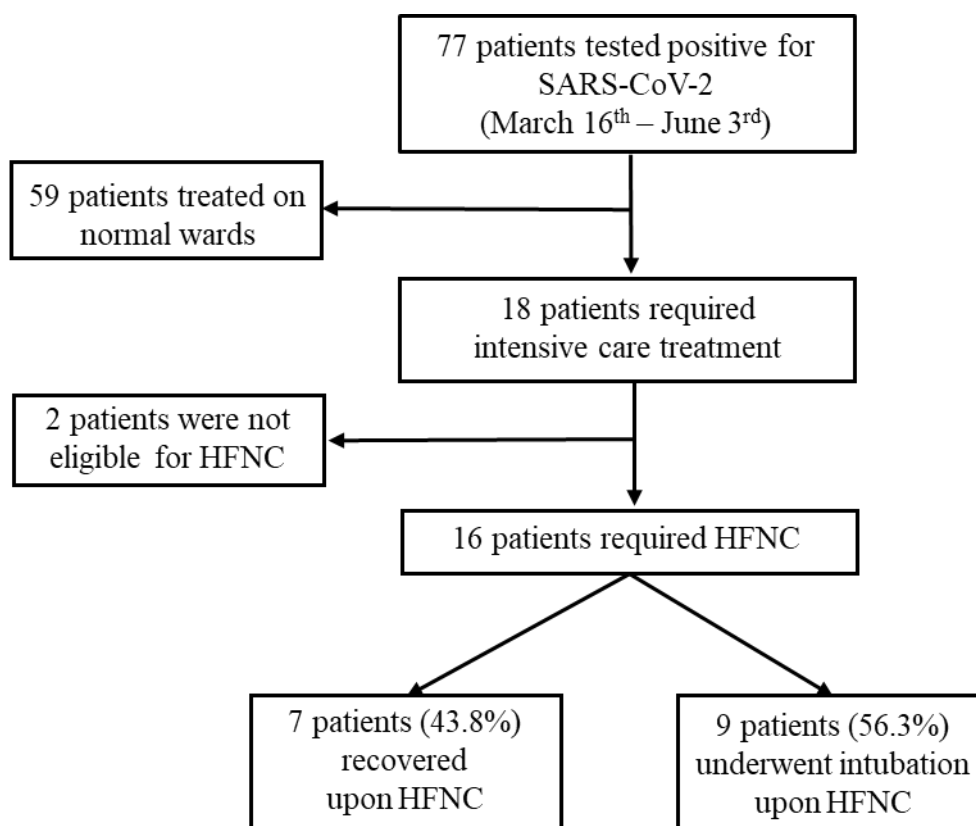 77 patients tested positive for
SARS-CoV-2
(March 16th – June 3rd)
59 patients treated on
normal wards
18 patients required
intensive care treatment
2 patients were not
eligible for HFNC
16 patients required HFNC
7 patients (43.8%)
recovered
upon HFNC
9 patients (56.3%)
underwent intubation
upon HFNC